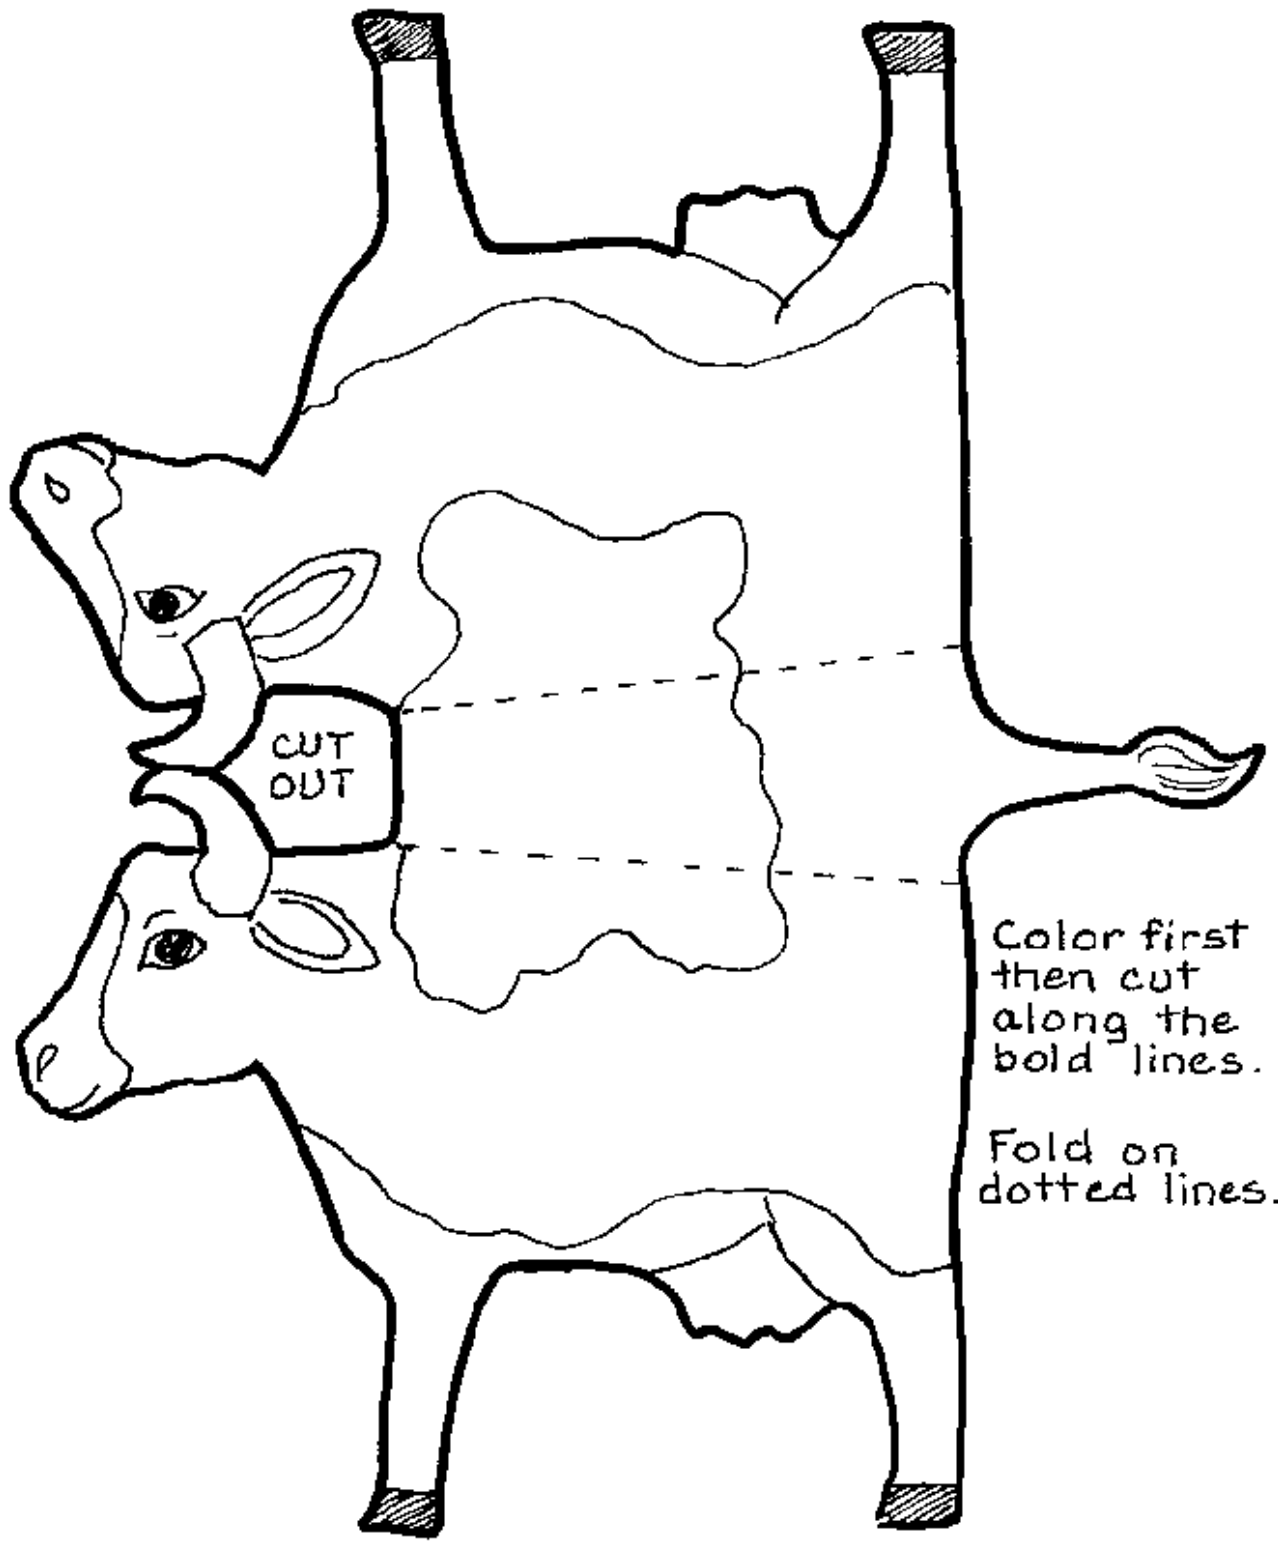 CUT
OUT
Color first
then cut
along the
bold lines.
Fold on
dotted lines.